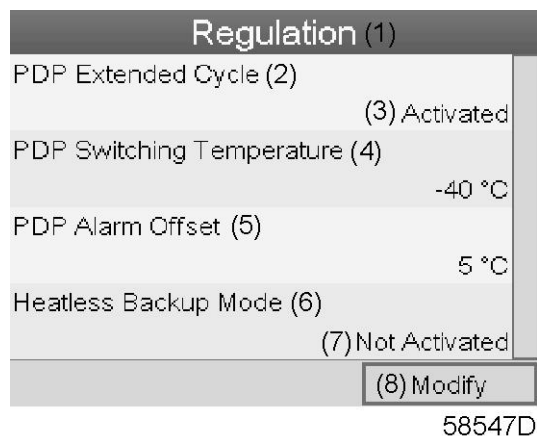 Regulation (1)
PDP Extended Cycle (2)
(3) Activated
PDP Switching Temperature (4)
-40 °C
PDP Alarm Offset (5)
5 °C
Heatless Backup Mode (6)
(7) Not Activated
(8) Modify
58547D